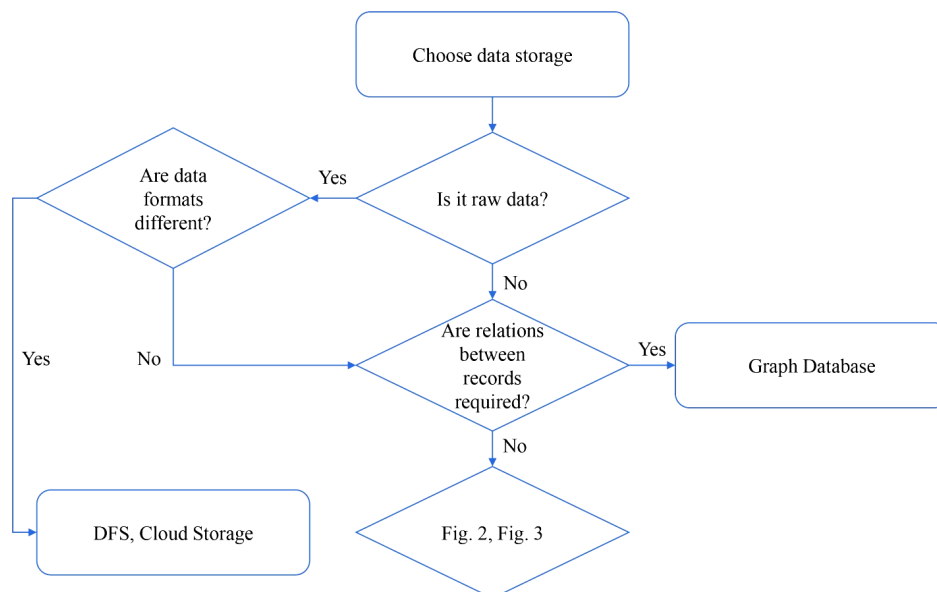 Choose data storage
Are data
formats
different?
Yes
Is it raw data?
No
Are relations
between
records
required?
Yes
Graph Database
Yes
No
No
DFS, Cloud Storage
Fig. 2, Fig. 3